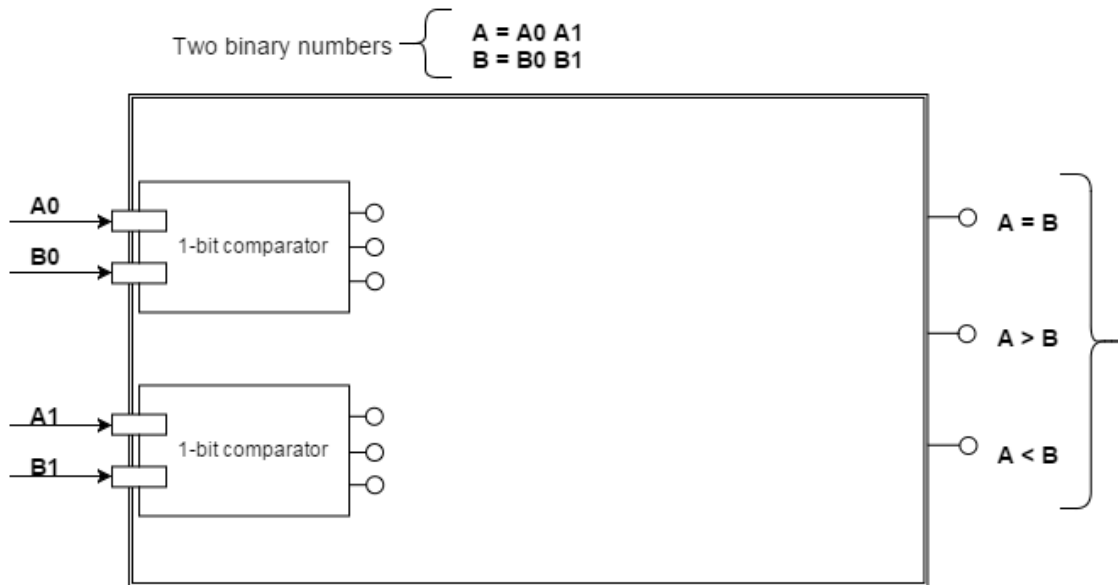 Two binary numbers
A = A0 A1
B = B0 B1
A0
B0
1-bit comparator
A = B
A > B
A1
B1
1-bit comparator
A < B